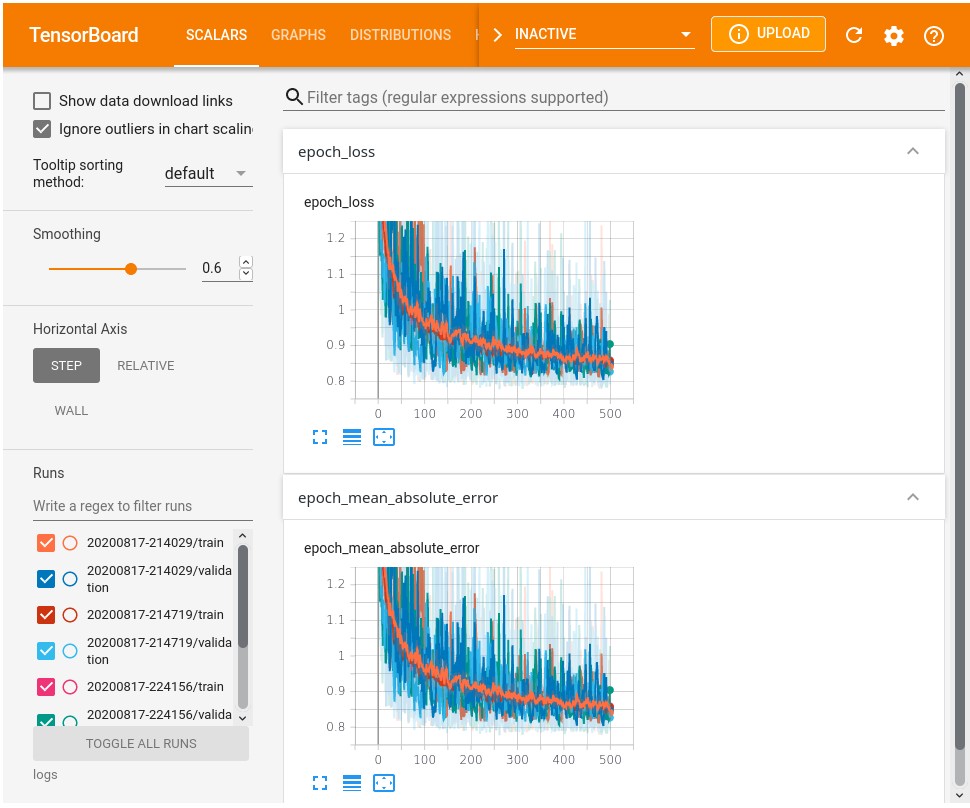 TensorBoard
SCALARS GRAPHS DISTRIBUTIONS
INACTIVE
UPLOAD
Show data download links
Ignore outliers in chart scalin
Tooltip sorting
method:
default
Smoothing
0.6
Horizontal Axis
STEP RELATIVE
WALL
Runs
Write a regex to filter runs
20200817-214029/train
20200817-214029/valida
tion
20200817-214719/train
20200817-214719/valida
tion
20200817-224156/train
20200817-224156/valida
TOGGLE ALL RUNS
logs
Filter tags (regular expressions supported)
epoch_loss
epoch_loss
1.2
1.1
1
0.9
0.8
0 100 200 300 400 500
epoch_mean_absolute_error
epoch_mean_absolute_error
1.2
1.1
1
0.9
0.8
0 100 200 300 400 500